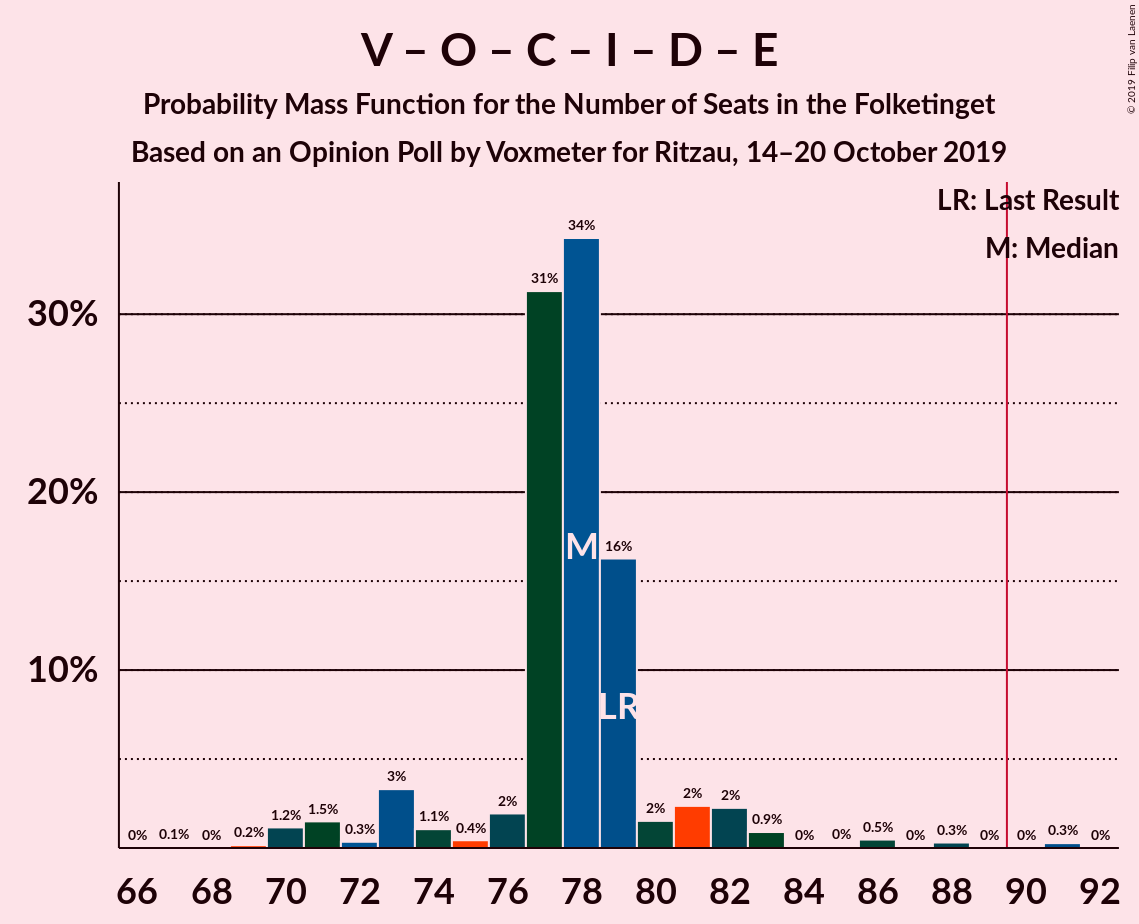 V – O – C – I – D – E
Probability Mass Function for the Number of Seats in the Folketinget
Based on an Opinion Poll by Voxmeter for Ritzau, 14–20 October 2019
© 2019 Filip van Laenen
LR: Last Result
M: Median
30%
20%
10%
0% 0.1% 0% 0.2% 1.2% 1.5% 0.3% 3% 1.1% 0.4% 2% 31% 34% 16% 2% 2% 2% 0.9% 0% 0% 0.5% 0% 0.3% 0% 0% 0.3% 0%
M
LR
66 68 70 72 74 76 78 80 82 84 86 88 90 92